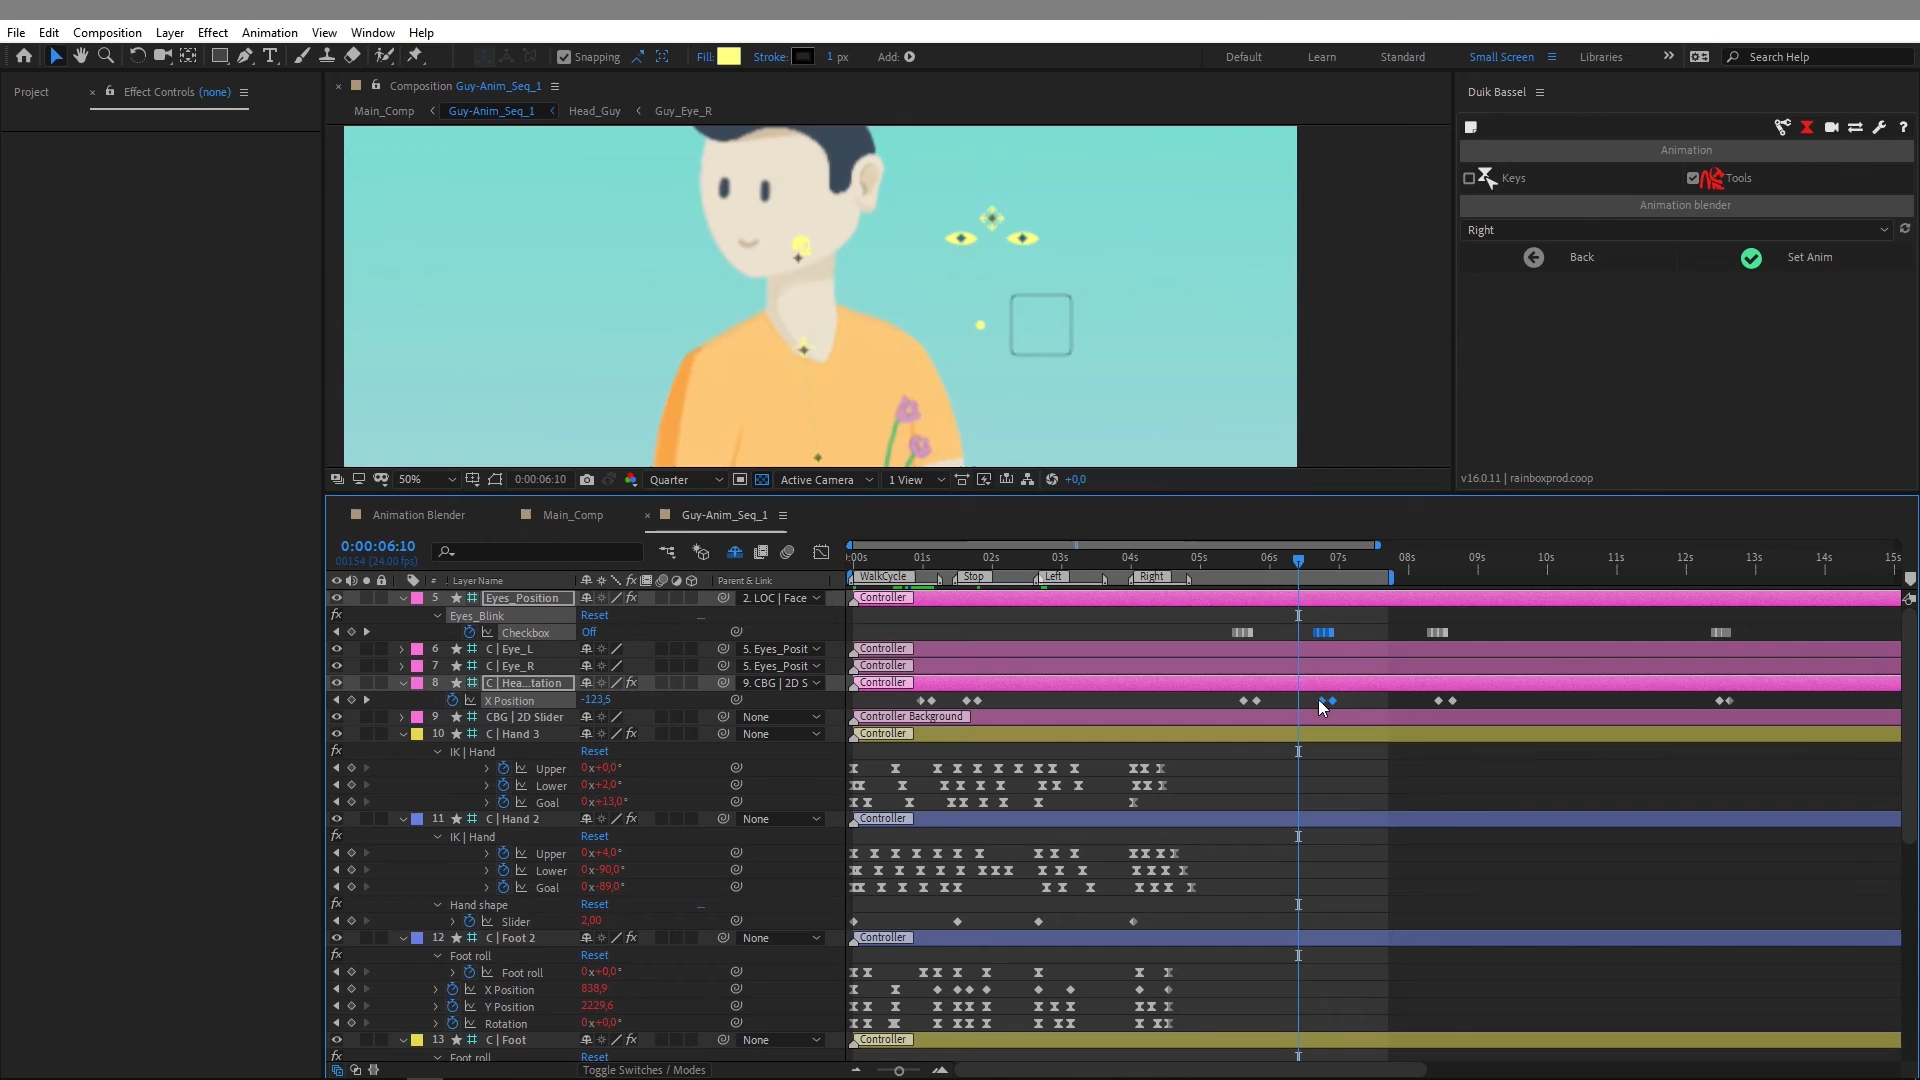 File Edit Composition Layer Effect Animation View Window Help
Snapping Fill: Stroke: 1 px Add: Default Learn Standard Small Screen Libraries Search Help
Project Effect Controls (none)
Composition Guy-Anim_Seq_1
Main_Comp Guy-Anim_Seq_1 Head_Guy Guy_Eye_R
Duik Bassel
Animation
Keys Tools
Animation blender
Right
Back Set Anim
v16.0.11 | rainboxprod.coop
50% 0:00:06:10 Quarter Active Camera 1 View +0,0
Animation Blender Main_Comp Guy-Anim_Seq_1
0:00:06:10
00154 (24.00 fps)
:00s 01s 02s 03s 04s 05s 06s 07s 08s 09s 10s 11s 12s 13s 14s 15s
WalkCycle Stop Left Right
# Layer Name Parent & Link
5 Eyes_Position 2. LOC | Face Controller
Eyes_Blink Reset
Checkbox Off
6 C | Eye_L 5. Eyes_Posit Controller
7 C | Eye_R 5. Eyes_Posit Controller
8 C | Hea...tation 9. CBG | 2D S Controller
X Position -123,5
9 CBG | 2D Slider None Controller Background
10 C | Hand 3 None Controller
IK | Hand Reset
Upper 0x+0,0°
Lower 0x+2,0°
Goal 0x+13,0°
11 C | Hand 2 None Controller
IK | Hand Reset
Upper 0x+4,0°
Lower 0x-90,0°
Goal 0x-89,0°
Hand shape Reset
Slider 2,00
12 C | Foot 2 None Controller
Foot roll Reset
Foot roll 0x+0,0°
X Position 838,9
Y Position 2229,6
Rotation 0x+0,0°
13 C | Foot None Controller
Foot roll Reset
Toggle Switches / Modes